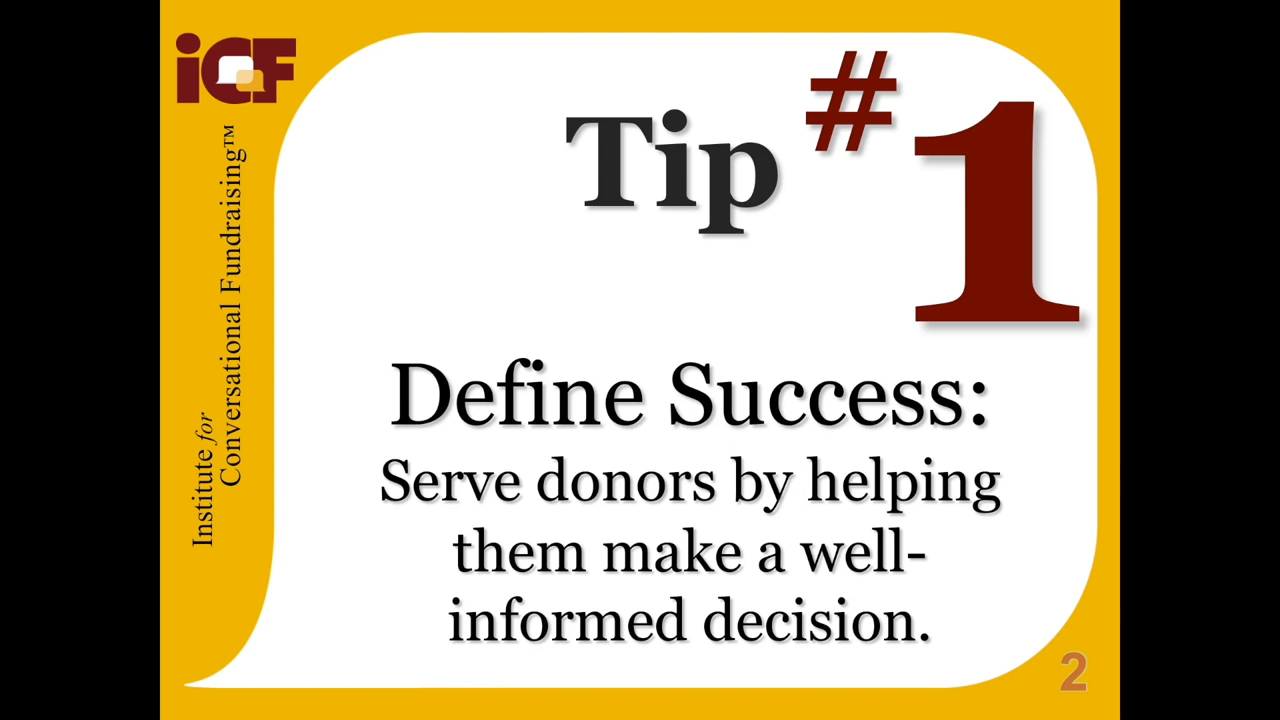 iCF
Institute for
Conversational Fundraising™
Tip #1
Define Success:
Serve donors by helping
them make a well-
informed decision.
2